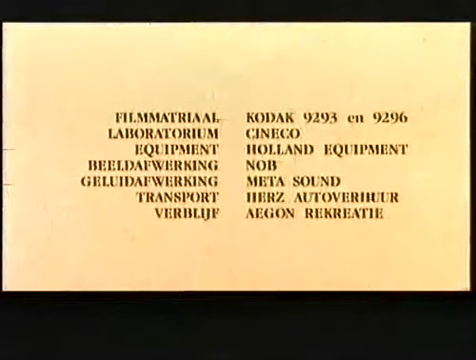 FILMMATRIAAL KODAK 9293 en 9296
LABORATORIUM CINECO
EQUIPMENT HOLLAND EQUIPMENT
BEELDAFWERKING NOB
GELUIDAFWERKING META SOUND
TRANSPORT HERZ AUTOVERHUUR
VERBLIJF AEGON REKREATIE